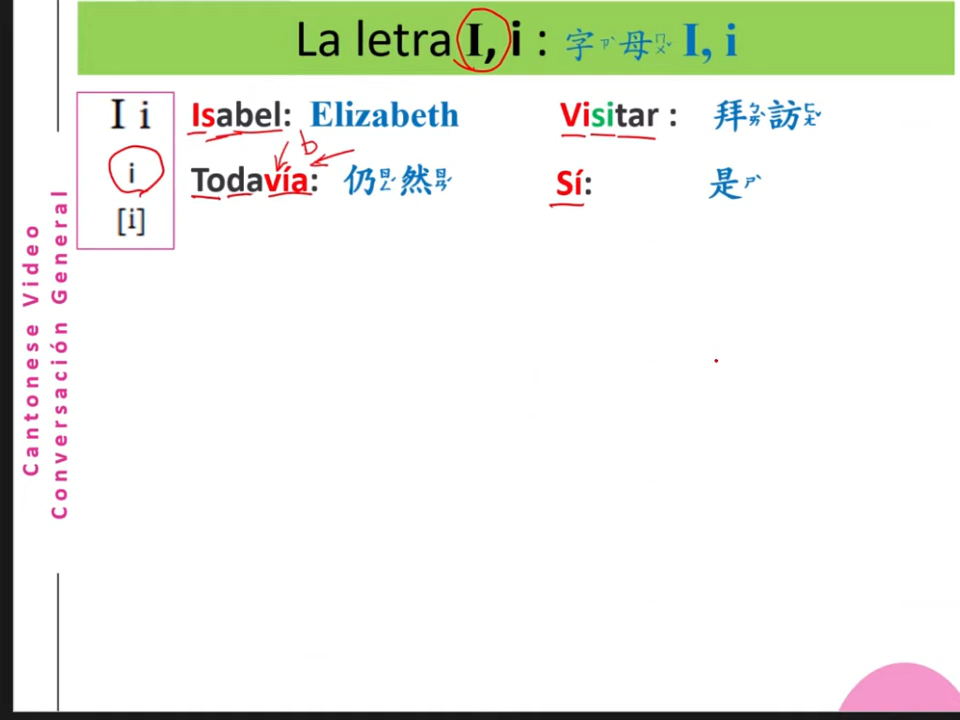 La letra I, i : 字ㄗˋ母ㄇㄨˇ I, i
I i
i
[i]
Isabel: Elizabeth
Visitar : 拜ㄅㄞˋ訪ㄈㄤˇ
b
Todavía: 仍ㄖㄥˊ然ㄖㄢˊ
Sí: 是ㄕˋ
Cantonese Video
Conversación General